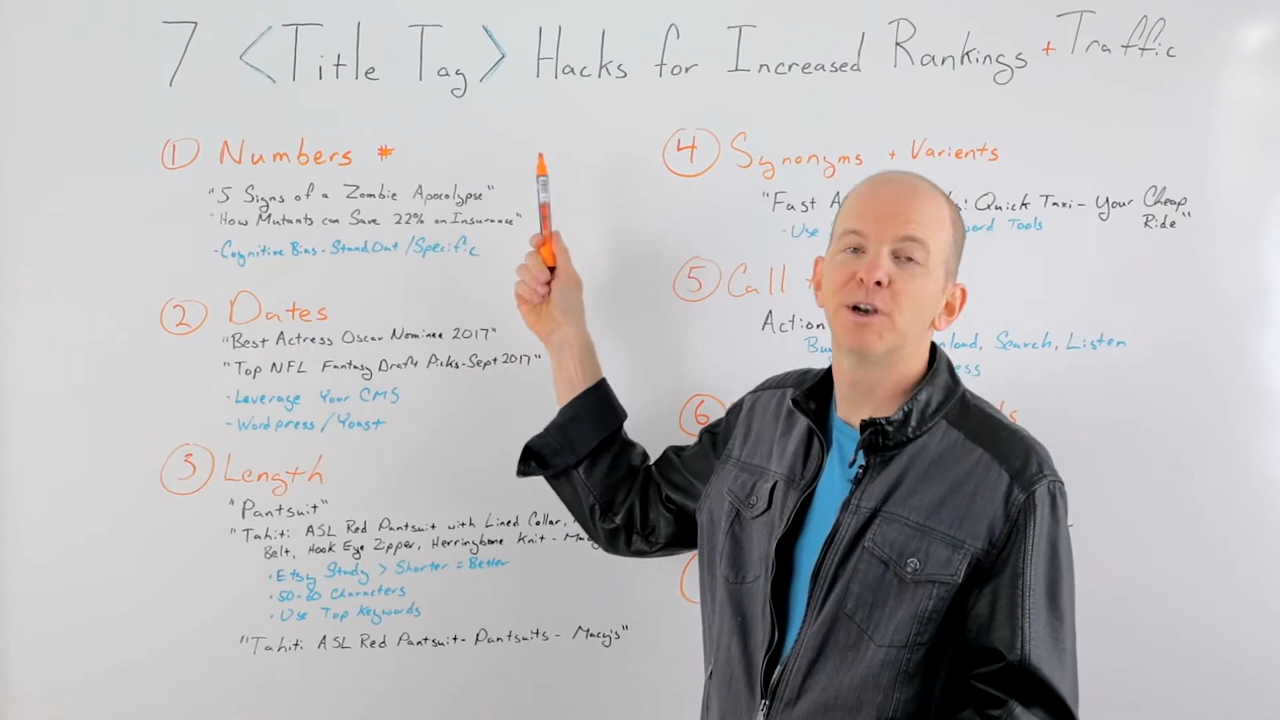 7 <Title Tag> Hacks for Increased Rankings + Traffic
① Numbers #
"5 Signs of a Zombie Apocolypse"
"How Mutants can Save 22% on Insurance"
-Cognitive Bias - Stand Out / Specific
② Dates
"Best Actress Oscar Nominee 2017"
"Top NFL Fantasy Draft Picks - Sept 2017"
· Leverage Your CMS
- Wordpress / Yoast
③ Length
"Pantsuit"
"Tahiti: ASL Red Pantsuit with Lined Collar,
Belt, Hook Eye Zipper, Herringbone Knit -
· Etsy Study > Shorter = Better
· 50-60 Characters
· Use Top Keywords
"Tahiti: ASL Red Pantsuit - Pantsuits - Macy's"
④ Synonyms + Varients
"Fast Quick Taxi - Your Cheap
Ride"
- Use Tools
⑤ Call +
Action
Search, Listen
⑥